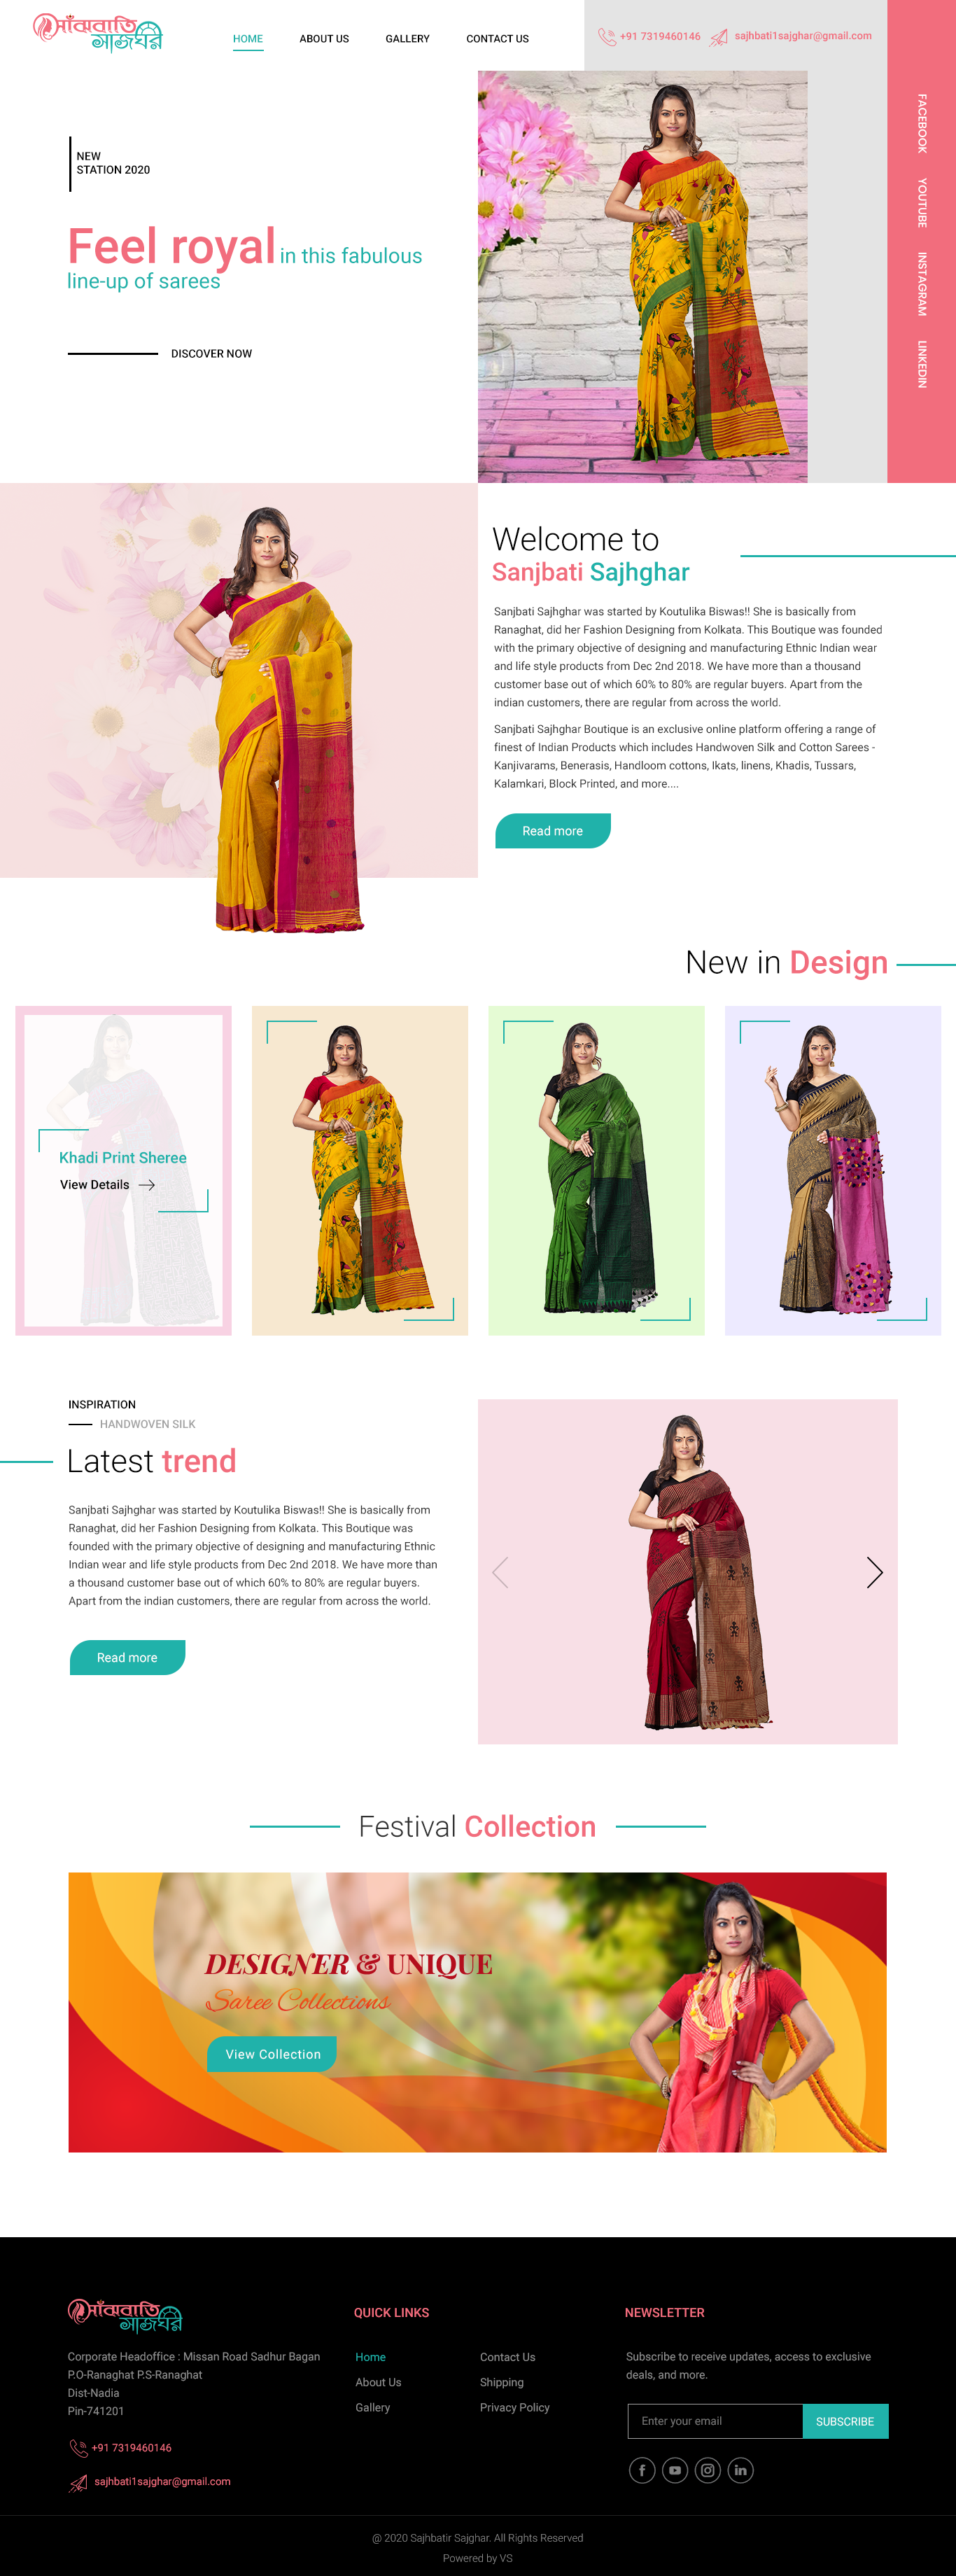 সাঁঝবাতি
সাজঘর
HOME
ABOUT US
GALLERY
CONTACT US
+91 7319460146
sajhbati1sajghar@gmail.com
FACEBOOK
YOUTUBE
INSTAGRAM
LINKEDIN
NEW
STATION 2020
Feel royal in this fabulous
line-up of sarees
DISCOVER NOW
Welcome to
Sanjbati Sajhghar
Sanjbati Sajhghar was started by Koutulika Biswas!! She is basically from
Ranaghat, did her Fashion Designing from Kolkata. This Boutique was founded
with the primary objective of designing and manufacturing Ethnic Indian wear
and life style products from Dec 2nd 2018. We have more than a thousand
customer base out of which 60% to 80% are regular buyers. Apart from the
indian customers, there are regular from across the world.
Sanjbati Sajhghar Boutique is an exclusive online platform offering a range of
finest of Indian Products which includes Handwoven Silk and Cotton Sarees -
Kanjivarams, Benerasis, Handloom cottons, Ikats, linens, Khadis, Tussars,
Kalamkari, Block Printed, and more....
Read more
New in Design
Khadi Print Sheree
View Details
INSPIRATION
HANDWOVEN SILK
Latest trend
Sanjbati Sajhghar was started by Koutulika Biswas!! She is basically from
Ranaghat, did her Fashion Designing from Kolkata. This Boutique was
founded with the primary objective of designing and manufacturing Ethnic
Indian wear and life style products from Dec 2nd 2018. We have more than
a thousand customer base out of which 60% to 80% are regular buyers.
Apart from the indian customers, there are regular from across the world.
Read more
Festival Collection
DESIGNER & UNIQUE
Saree Collections
View Collection
সাঁঝবাতি
সাজঘর
Corporate Headoffice : Missan Road Sadhur Bagan
P.O-Ranaghat P.S-Ranaghat
Dist-Nadia
Pin-741201
+91 7319460146
sajhbati1sajghar@gmail.com
QUICK LINKS
Home
About Us
Gallery
Contact Us
Shipping
Privacy Policy
NEWSLETTER
Subscribe to receive updates, access to exclusive
deals, and more.
Enter your email
SUBSCRIBE
@ 2020 Sajhbatir Sajghar. All Rights Reserved
Powered by VS